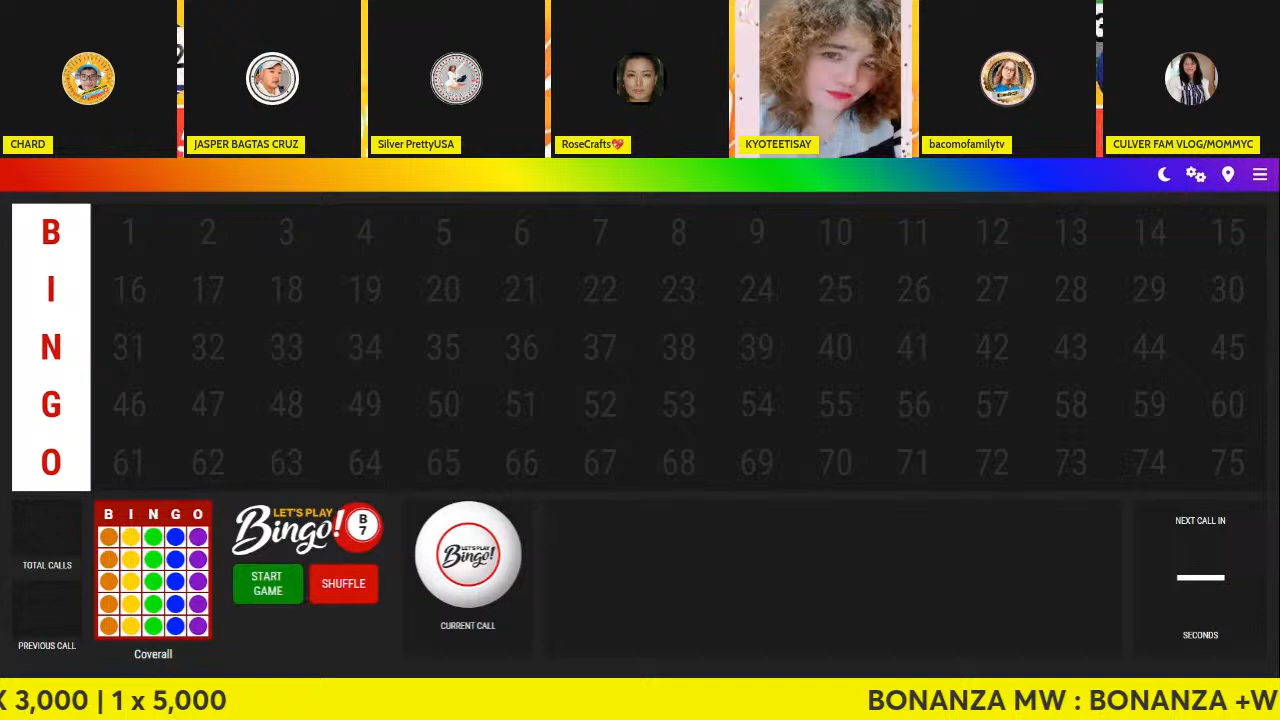 CHARD
JASPER BAGTAS CRUZ
Silver PrettyUSA
RoseCrafts💖
KYOTEETISAY
bacomofamilytv
CULVER FAM VLOG/MOMMYC
B 1 2 3 4 5 6 7 8 9 10 11 12 13 14 15
I 16 17 18 19 20 21 22 23 24 25 26 27 28 29 30
N 31 32 33 34 35 36 37 38 39 40 41 42 43 44 45
G 46 47 48 49 50 51 52 53 54 55 56 57 58 59 60
O 61 62 63 64 65 66 67 68 69 70 71 72 73 74 75
TOTAL CALLS
PREVIOUS CALL
B I N G O
Coverall
LET'S PLAY
Bingo!
B
7
START
GAME
SHUFFLE
LET'S PLAY
Bingo!
CURRENT CALL
NEXT CALL IN
SECONDS
X 3,000 | 1 x 5,000
BONANZA MW : BONANZA +W